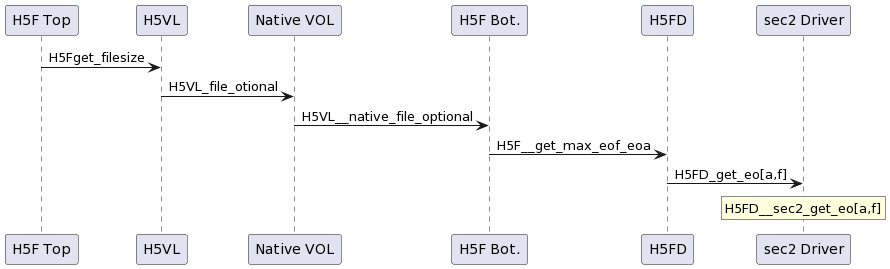 H5F Top H5VL Native VOL H5F Bot. H5FD sec2 Driver
H5Fget_filesize
H5VL_file_otional
H5VL__native_file_optional
H5F__get_max_eof_eoa
H5FD_get_eo[a,f]
H5FD__sec2_get_eo[a,f]
H5F Top H5VL Native VOL H5F Bot. H5FD sec2 Driver